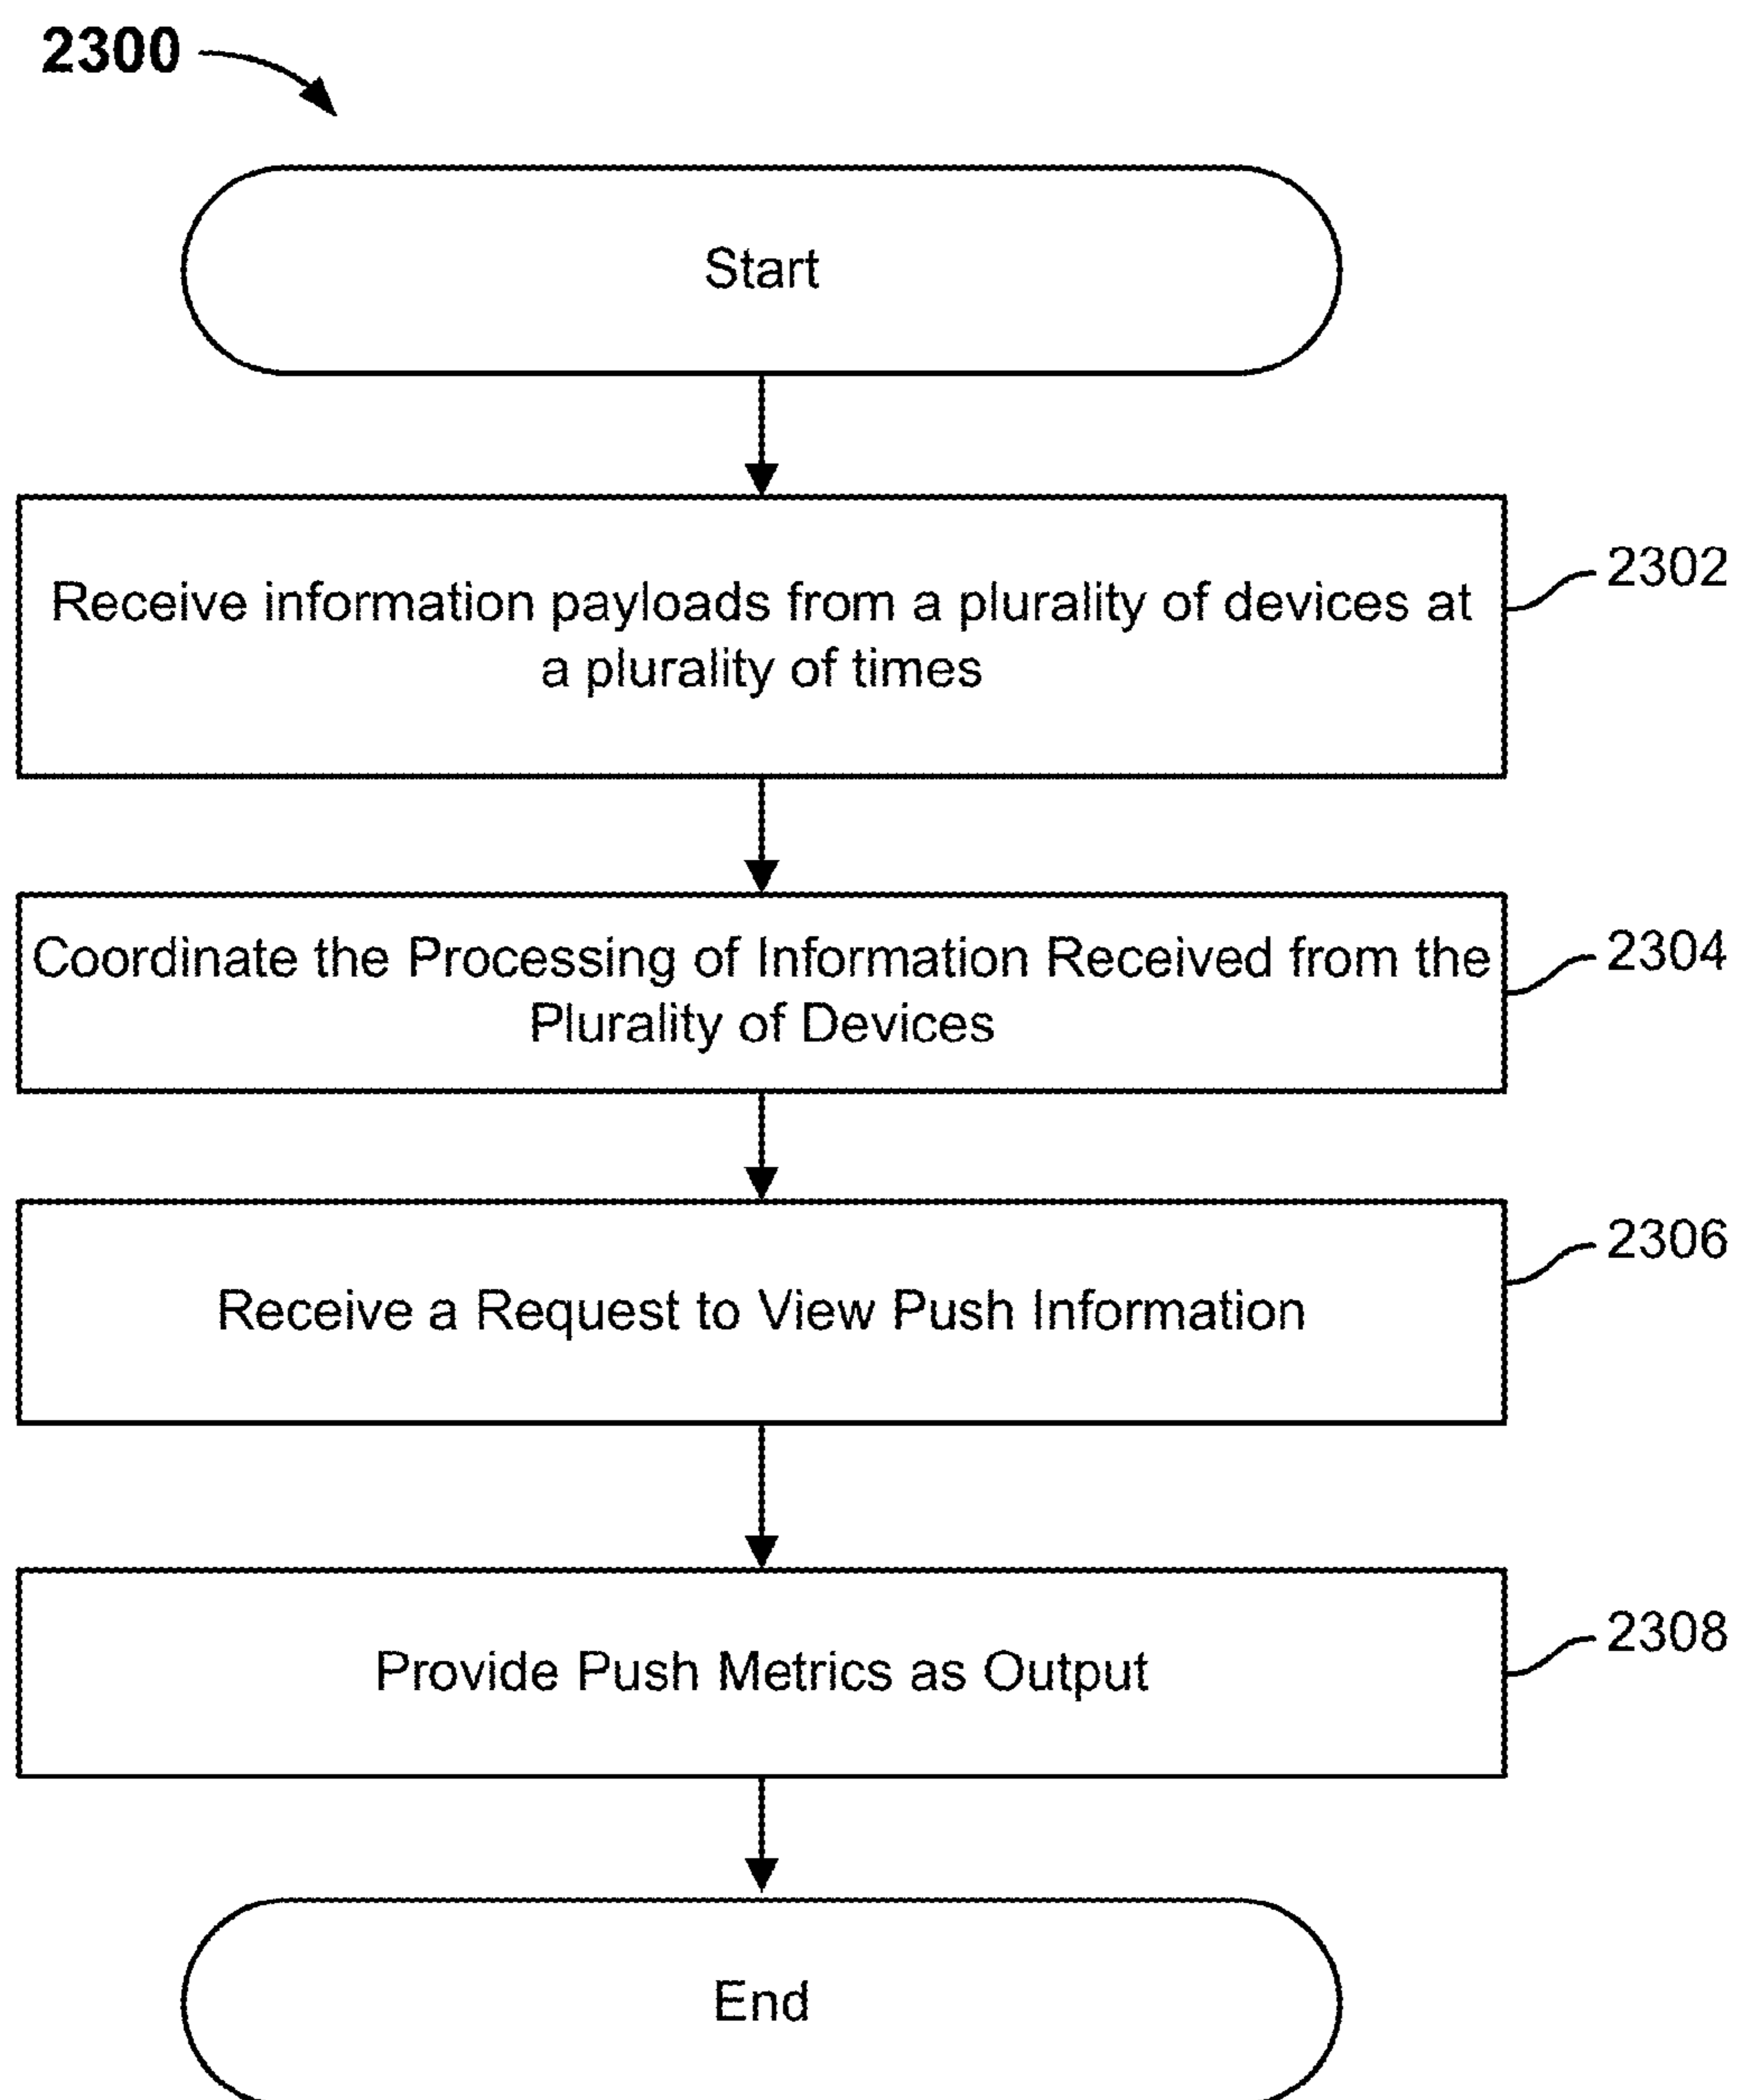 2300
Start
Receive information payloads from a plurality of devices at
a plurality of times
2302
Coordinate the Processing of Information Received from the
Plurality of Devices
2304
Receive a Request to View Push Information
2306
Provide Push Metrics as Output
2308
End